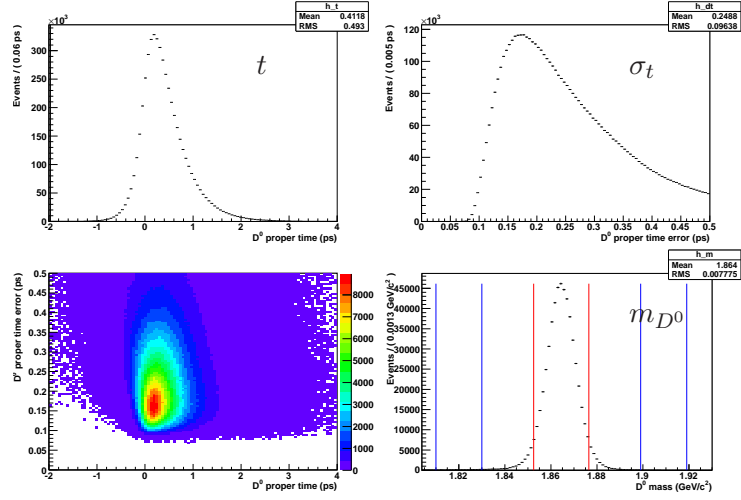 h_t
Mean 0.4118
RMS 0.493
×10³
Events / ( 0.06 ps )
300
250
200
150
100
50
0
t
-2 -1 0 1 2 3 4
D⁰ proper time (ps)
h_dt
Mean 0.2488
RMS 0.09638
×10³
Events / ( 0.005 ps )
120
100
80
60
40
20
0
σt
0 0.05 0.1 0.15 0.2 0.25 0.3 0.35 0.4 0.45 0.5
D⁰ proper time error (ps)
D⁰ proper time error (ps)
0.5
0.45
0.4
0.35
0.3
0.25
0.2
0.15
0.1
0.05
0
8000
7000
6000
5000
4000
3000
2000
1000
0
-2 -1 0 1 2 3 4
D⁰ proper time (ps)
h_m
Mean 1.864
RMS 0.007775
Events / ( 0.0013 GeV/c² )
45000
40000
35000
30000
25000
20000
15000
10000
5000
0
mD⁰
1.82 1.84 1.86 1.88 1.9 1.92
D⁰ mass (GeV/c²)